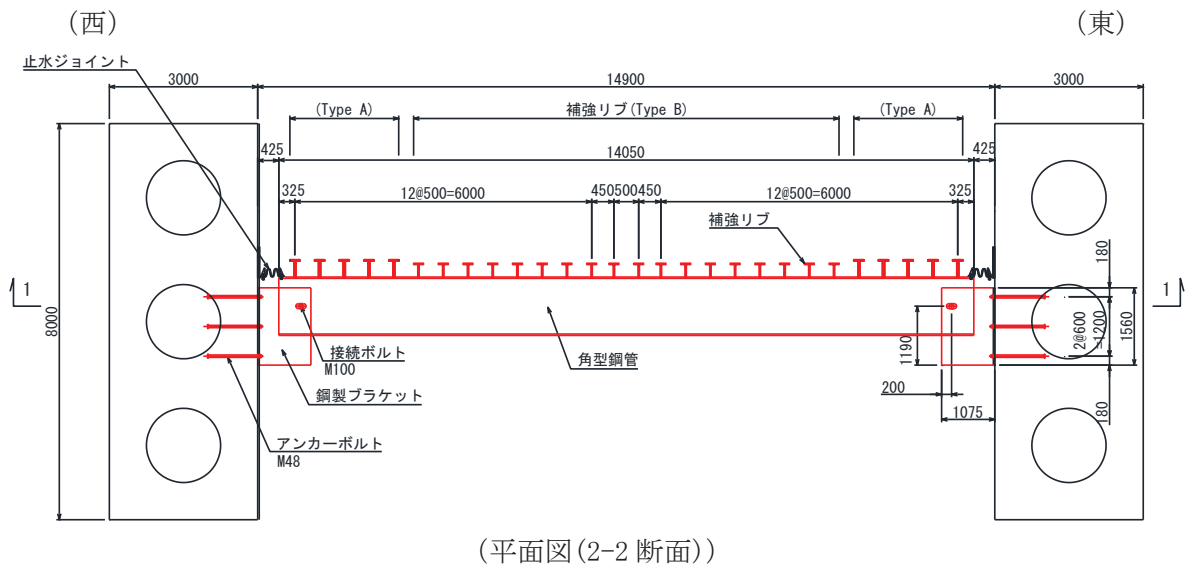 (西)
(東)
止水ジョイント
3000
14900
3000
(Type A)
補強リブ(Type B)
(Type A)
425
14050
425
325
12@500=6000
450500450
12@500=6000
325
補強リブ
180
1
1
8000
2@600
=1200
1560
1190
接続ボルト
M100
角型鋼管
鋼製ブラケット
200
1075
180
アンカーボルト
M48
(平面図(2-2断面))